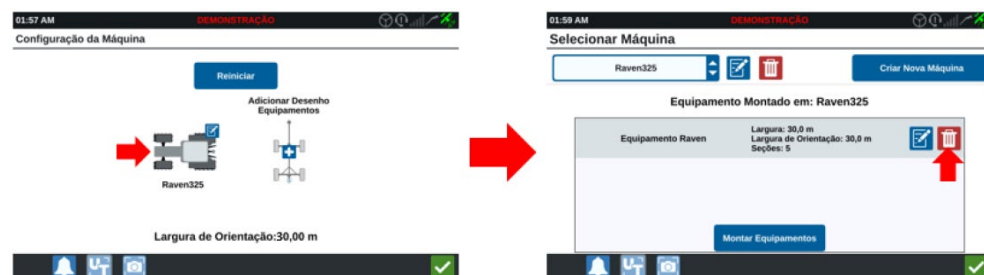 01:57 AM
DEMONSTRAÇÃO
Configuração da Máquina
Reiniciar
Adicionar Desenho
Equipamentos
Raven325
Largura de Orientação:30,00 m
UT
01:59 AM
DEMONSTRAÇÃO
Selecionar Máquina
Raven325
Criar Nova Máquina
Equipamento Montado em: Raven325
Equipamento Raven
Largura: 30,0 m
Largura de Orientação: 30,0 m
Seções: 5
Montar Equipamentos
UT